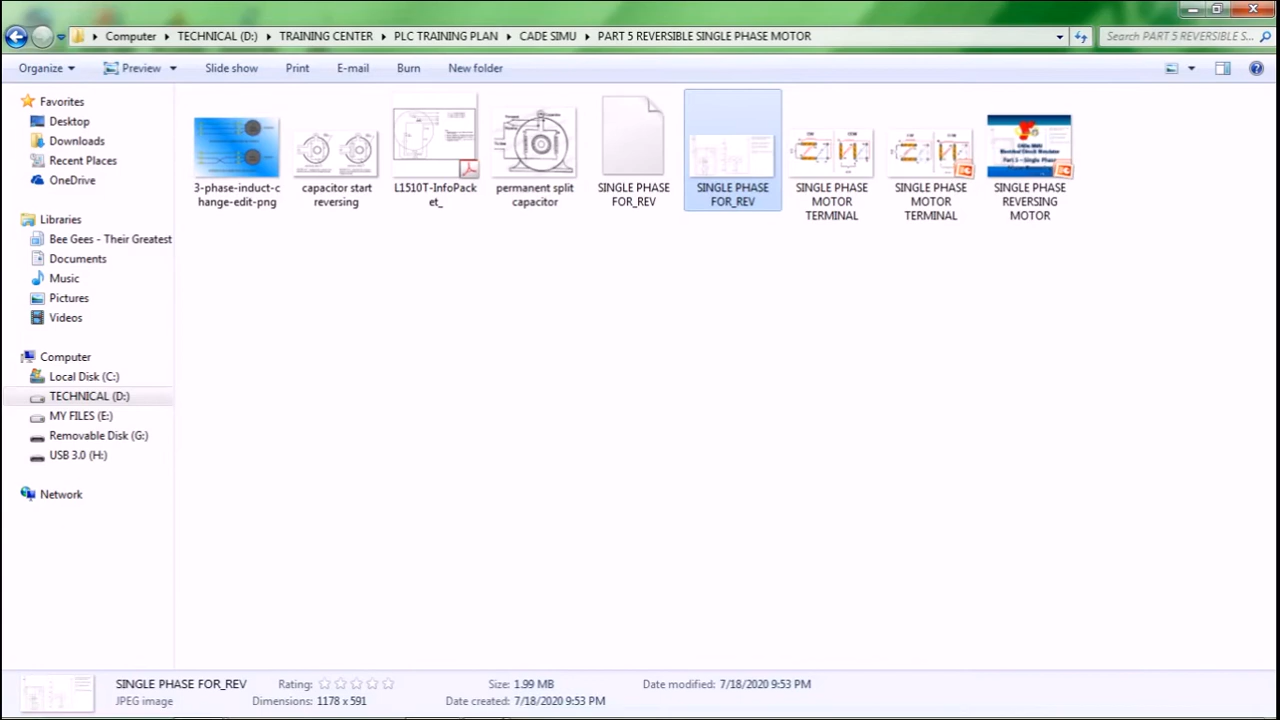 Computer ▸ TECHNICAL (D:) ▸ TRAINING CENTER ▸ PLC TRAINING PLAN ▸ CADE SIMU ▸ PART 5 REVERSIBLE SINGLE PHASE MOTOR
Search PART 5 REVERSIBLE S...
Organize
Preview
Slide show
Print
E-mail
Burn
New folder
Favorites
Desktop
Downloads
Recent Places
OneDrive
Libraries
Bee Gees - Their Greatest
Documents
Music
Pictures
Videos
Computer
Local Disk (C:)
TECHNICAL (D:)
MY FILES (E:)
Removable Disk (G:)
USB 3.0 (H:)
Network
3-phase-induct-c
hange-edit-png
capacitor start
reversing
L1510T-InfoPack
et_
permanent split
capacitor
SINGLE PHASE
FOR_REV
SINGLE PHASE
FOR_REV
SINGLE PHASE
MOTOR
TERMINAL
SINGLE PHASE
MOTOR
TERMINAL
SINGLE PHASE
REVERSING
MOTOR
SINGLE PHASE FOR_REV
JPEG image
Rating:
Dimensions: 1178 x 591
Size: 1.99 MB
Date created: 7/18/2020 9:53 PM
Date modified: 7/18/2020 9:53 PM